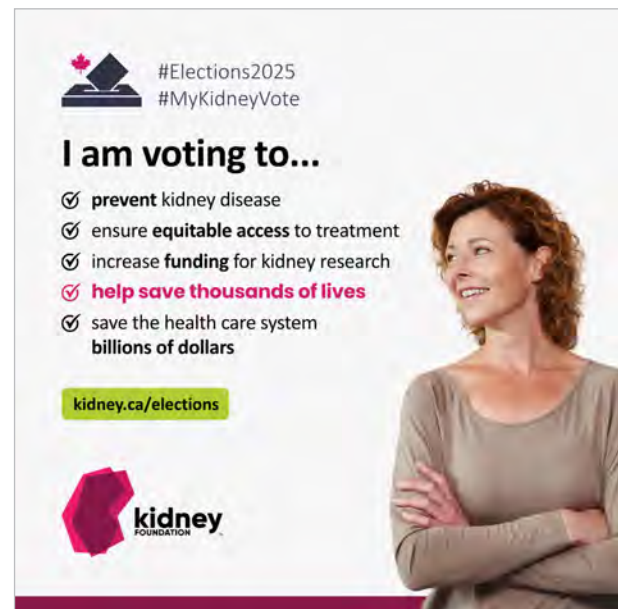 #Elections2025
#MyKidneyVote
I am voting to...
prevent kidney disease
ensure equitable access to treatment
increase funding for kidney research
help save thousands of lives
save the health care system
billions of dollars
kidney.ca/elections
kidney
FOUNDATION